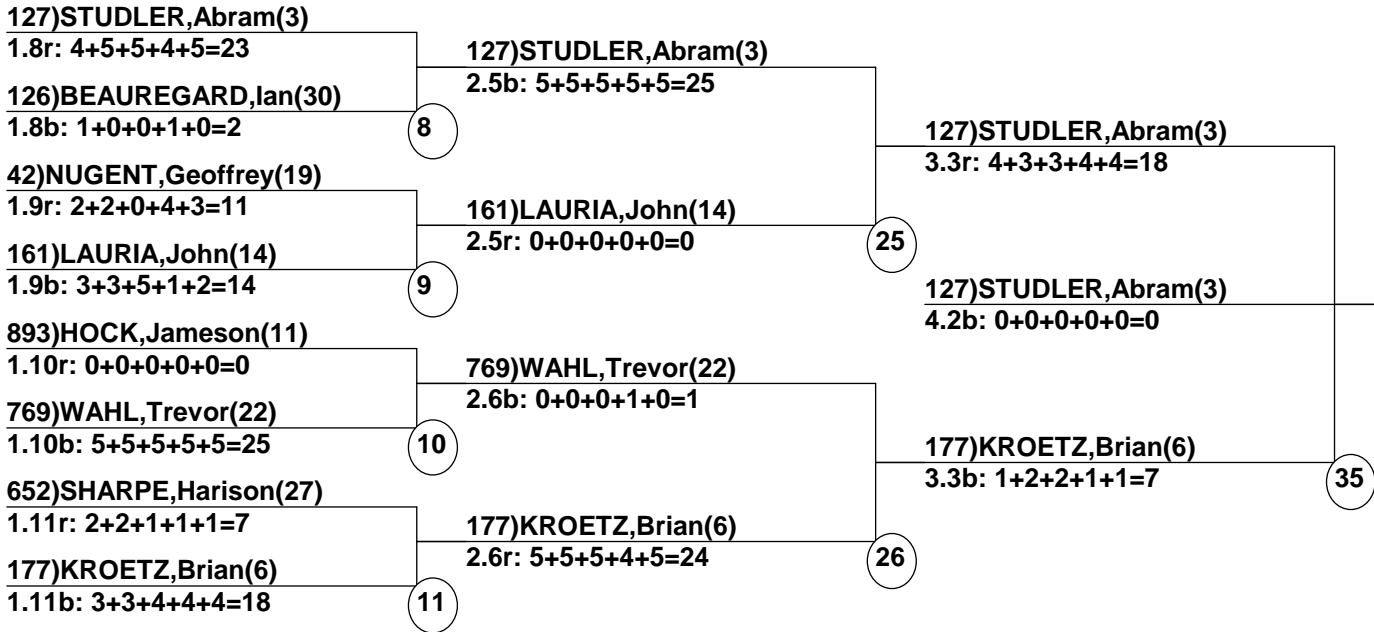 127)STUDLER,Abram(3)
1.8r: 4+5+5+4+5=23
126)BEAUREGARD,Ian(30)
1.8b: 1+0+0+1+0=2
8
42)NUGENT,Geoffrey(19)
1.9r: 2+2+0+4+3=11
161)LAURIA,John(14)
1.9b: 3+3+5+1+2=14
9
893)HOCK,Jameson(11)
1.10r: 0+0+0+0+0=0
769)WAHL,Trevor(22)
1.10b: 5+5+5+5+5=25
10
652)SHARPE,Harison(27)
1.11r: 2+2+1+1+1=7
177)KROETZ,Brian(6)
1.11b: 3+3+4+4+4=18
11
127)STUDLER,Abram(3)
2.5b: 5+5+5+5+5=25
161)LAURIA,John(14)
2.5r: 0+0+0+0+0=0
25
769)WAHL,Trevor(22)
2.6b: 0+0+0+1+0=1
177)KROETZ,Brian(6)
2.6r: 5+5+5+4+5=24
26
127)STUDLER,Abram(3)
3.3r: 4+3+3+4+4=18
127)STUDLER,Abram(3)
4.2b: 0+0+0+0+0=0
177)KROETZ,Brian(6)
3.3b: 1+2+2+1+1=7
35